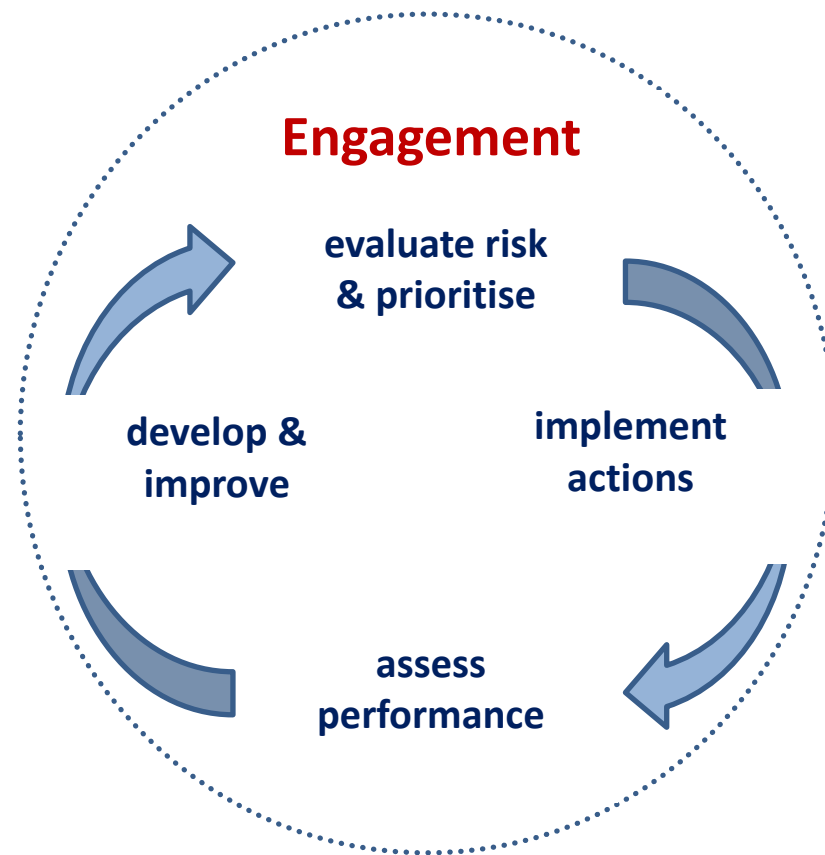 Engagement
evaluate risk
& prioritise
develop &
improve
implement
actions
assess
performance